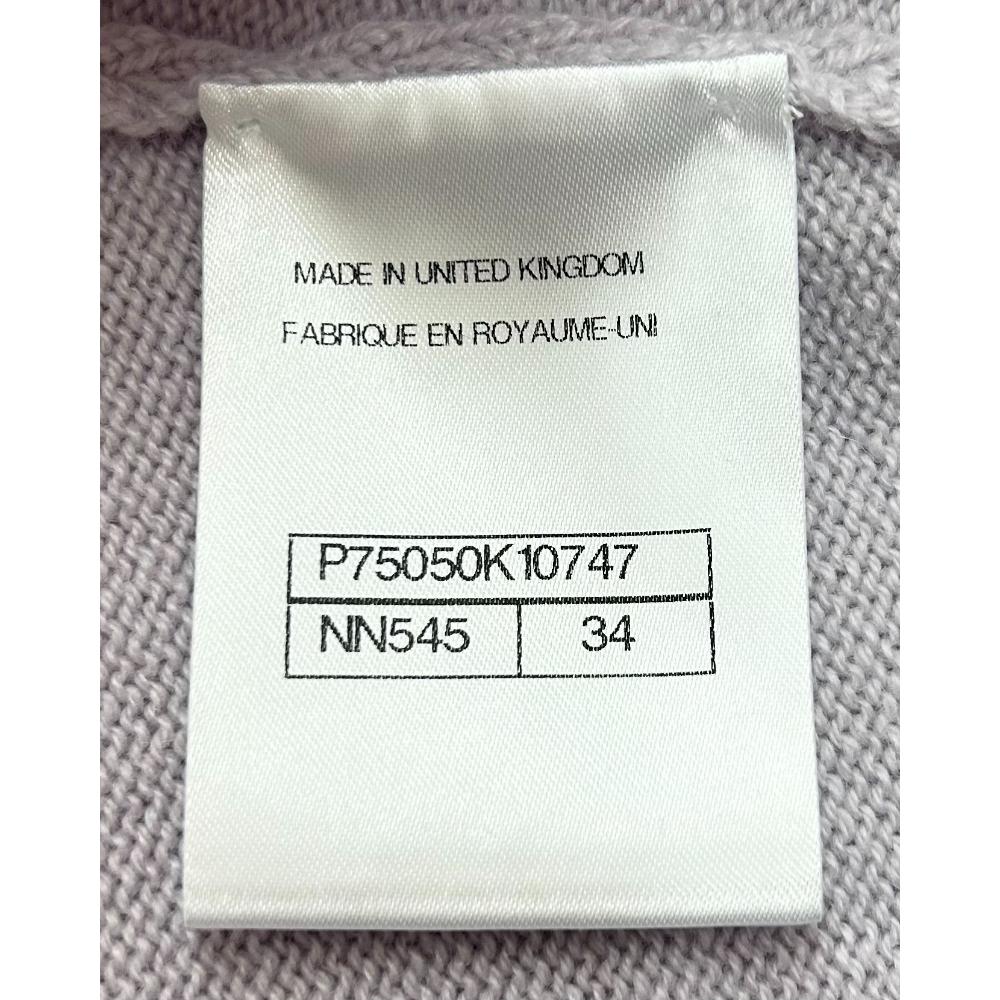 MADE IN UNITED KINGDOM
FABRIQUE EN ROYAUME-UNI
P75050K10747
NN545 34